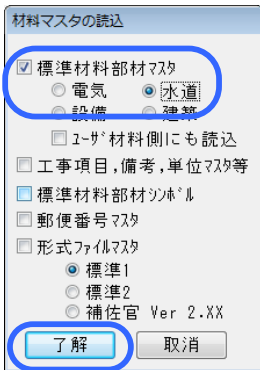 材料マスタの読込
標準材料部材ﾏｽﾀ
電気 水道
設備 建築
ﾕｰｻﾞ材料側にも読込
工事項目,備考,単位ﾏｽﾀ等
標準材料部材ｼﾝﾎﾞﾙ
郵便番号ﾏｽﾀ
形式ﾌｧｲﾙﾏｽﾀ
標準1
標準2
補佐官 Ver 2.XX
了解 取消